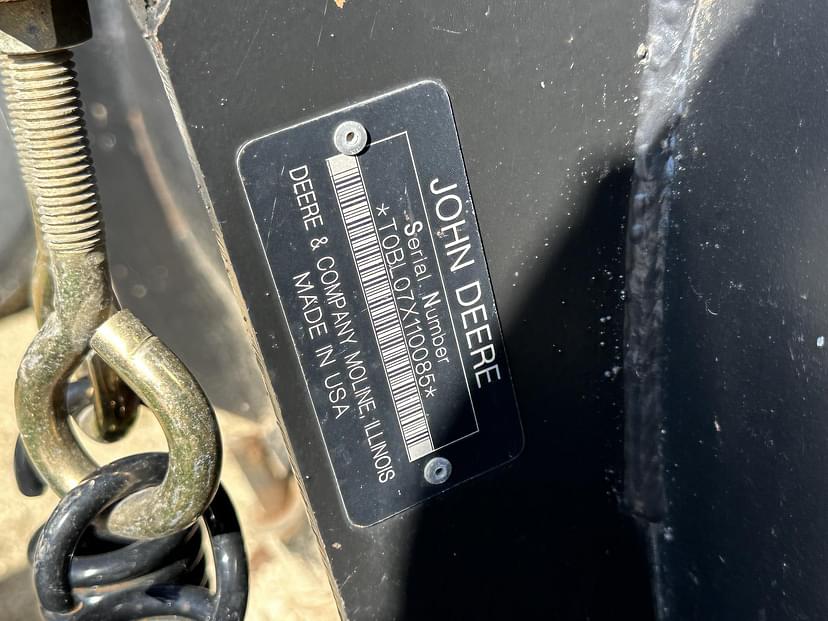 JOHN DEERE
Serial Number
*T0BL07X110085*
DEERE & COMPANY, MOLINE, ILLINOIS
MADE IN USA